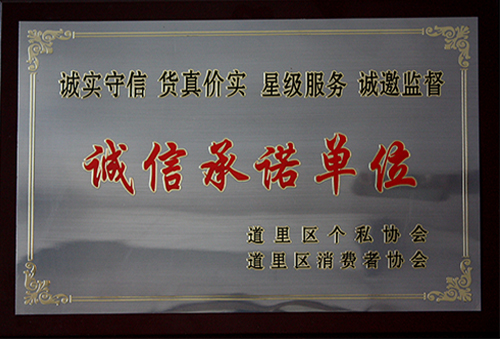 诚实守信 货真价实 星级服务 诚邀监督
诚信承诺单位
道里区个私协会
道里区消费者协会